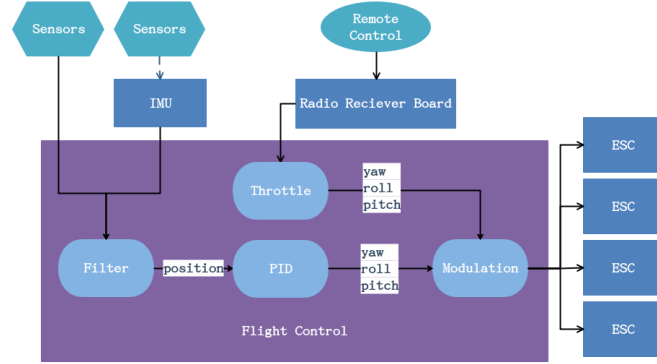 Sensors
Sensors
Remote
Control
IMU
Radio Reciever Board
ESC
Throttle
yaw
roll
pitch
ESC
Filter
position
PID
yaw
roll
pitch
Modulation
ESC
Flight Control
ESC